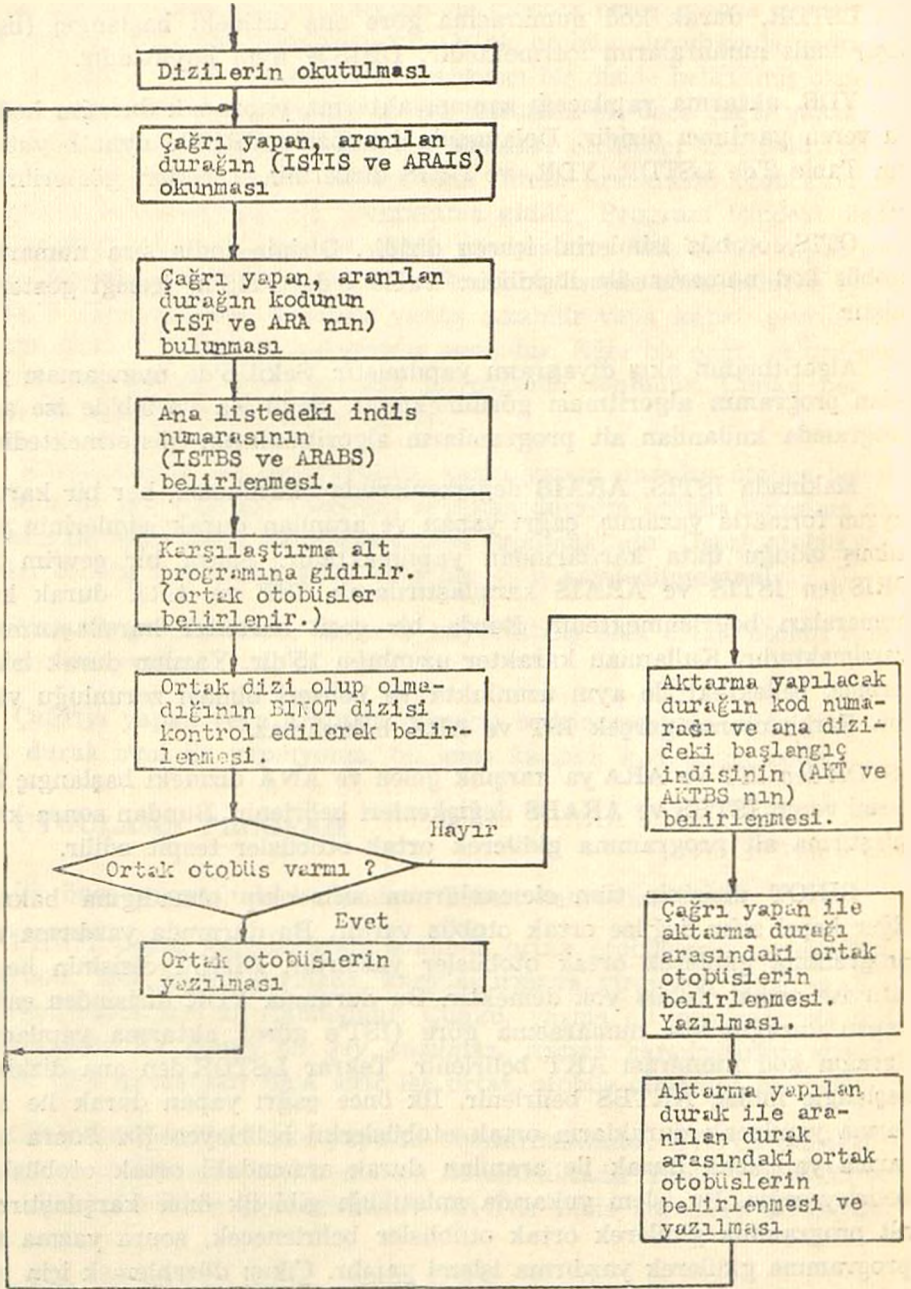 Dizilerin okutulması
Çağrı yapan, aranılan
durağın (ISTIS ve ARAIS)
okunması
Çağrı yapan, aranılan
durağın kodunun
(IST ve ARA nın)
bulunması
Ana listedeki indis
numarasının
(ISTBS ve ARABS)
belirlenmesi.
Karşılaştırma alt
programına gidilir.
(ortak otobüsler
belirlenir.)
Ortak dizi olup olma-
dığının BINOT dizisi
kontrol edilerek belir-
lenmesi.
Ortak otobüs varmı ?
Hayır
Evet
Ortak otobüslerin
yazılması
Aktarma yapılacak
durağın kod numa-
rası ve ana dizi-
deki başlangıç
indisinin (AKT ve
AKTBS nın)
belirlenmesi.
Çağrı yapan ile
aktarma durağı
arasındaki ortak
otobüslerin
belirlenmesi.
Yazılması.
Aktarma yapılan
durak ile ara-
nılan durak
arasındaki ortak
otobüslerin
belirlenmesi ve
yazılması